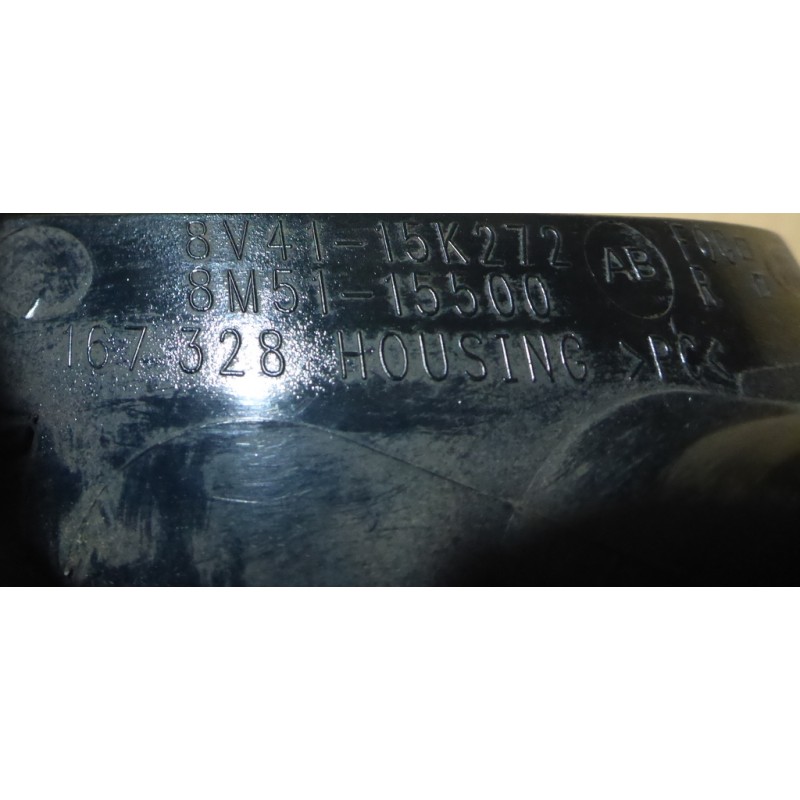 8V41-15K272
8M51-15500 AB
167 328 HOUSING >PC<